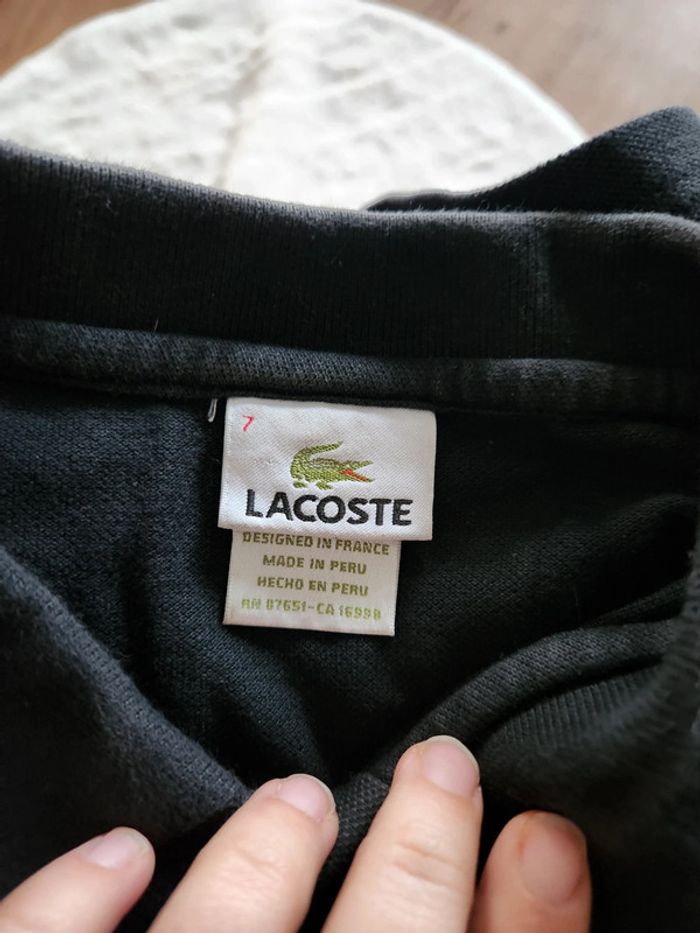 7
LACOSTE
DESIGNED IN FRANCE
MADE IN PERU
HECHO EN PERU
RN 87651-CA 16998